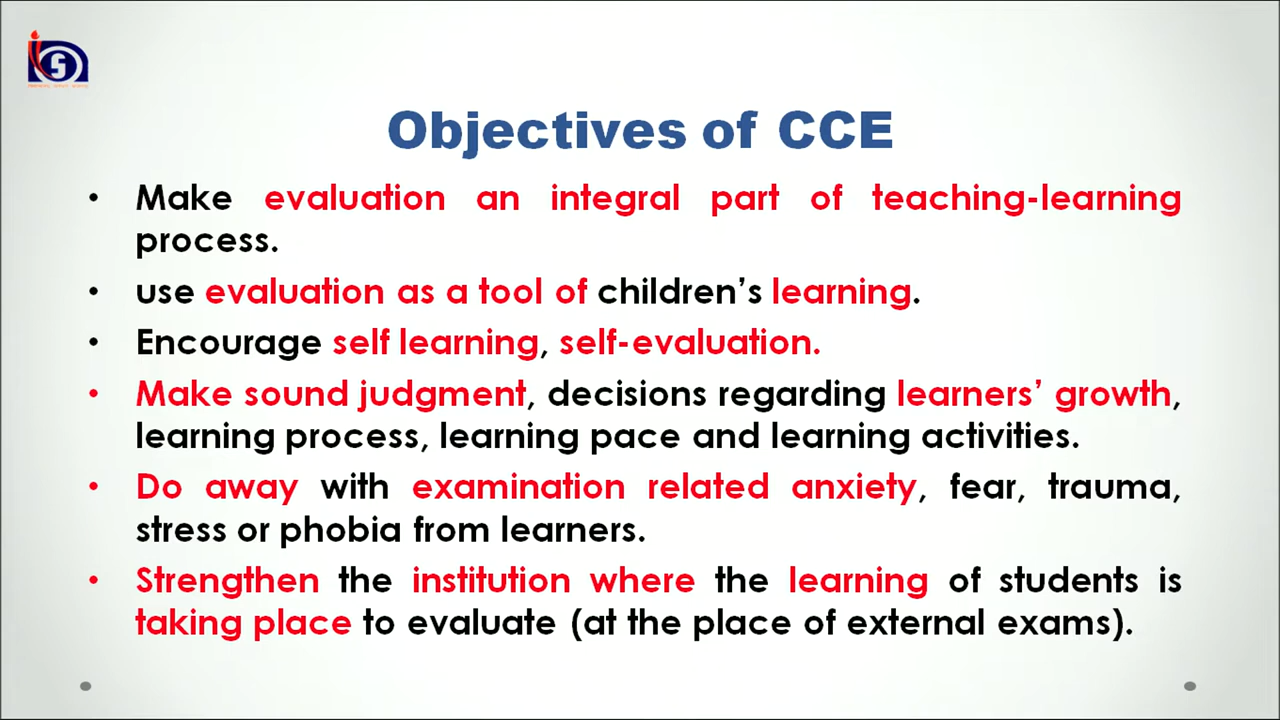 Objectives of CCE
• Make evaluation an integral part of teaching-learning
process.
• use evaluation as a tool of children’s learning.
• Encourage self learning, self-evaluation.
• Make sound judgment, decisions regarding learners’ growth,
learning process, learning pace and learning activities.
• Do away with examination related anxiety, fear, trauma,
stress or phobia from learners.
• Strengthen the institution where the learning of students is
taking place to evaluate (at the place of external exams).